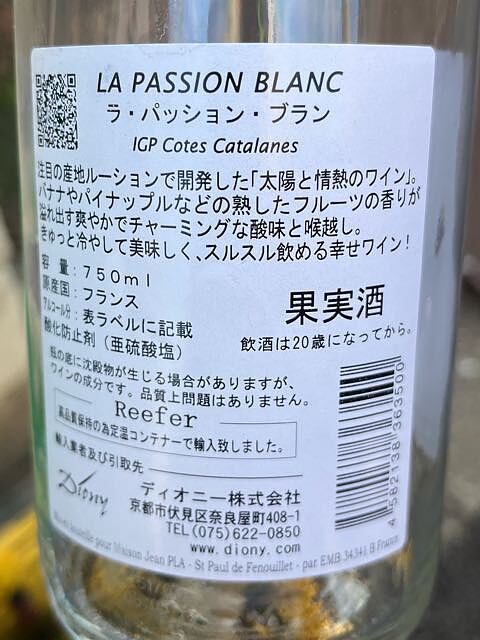 LA PASSION BLANC
ラ・パッション・ブラン
IGP Cotes Catalanes
注目の産地ルーションで開発した「太陽と情熱のワイン」。
バナナやパイナップルなどの熟したフルーツの香りが
溢れ出す爽やかでチャーミングな酸味と喉越し。
きゅっと冷やして美味しく、スルスル飲める幸せワイン!
容量:750ml
原産国:フランス
アルコール分:表ラベルに記載
酸化防止剤(亜硫酸塩)
果実酒
飲酒は20歳になってから。
瓶の底に沈殿物が生じる場合がありますが、
ワインの成分です。品質上問題はありません。
Reefer
高品質保持の為定温コンテナーで輸入致しました。
輸入業者及び引取先
Diony
ディオニー株式会社
京都市伏見区奈良屋町408-1
TEL(075)622-0850
www.diony.com
4582138363500
Mis en bouteille pour Maison Jean PLA - St Paul de Fenouillet - par EMB 34341 B France